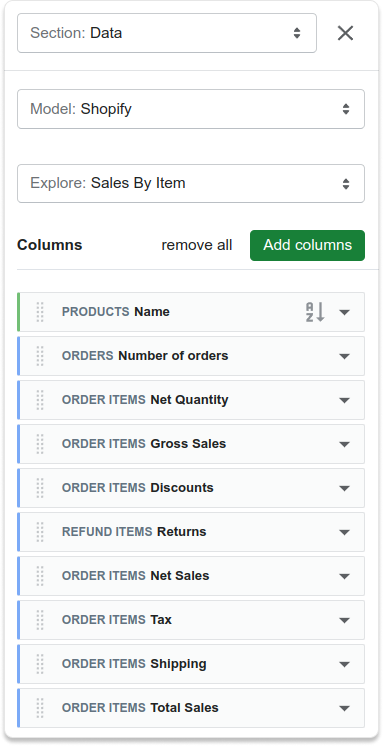 Section: Data
Model: Shopify
Explore: Sales By Item
Columns remove all Add columns
PRODUCTS Name AZ
ORDERS Number of orders
ORDER ITEMS Net Quantity
ORDER ITEMS Gross Sales
ORDER ITEMS Discounts
REFUND ITEMS Returns
ORDER ITEMS Net Sales
ORDER ITEMS Tax
ORDER ITEMS Shipping
ORDER ITEMS Total Sales